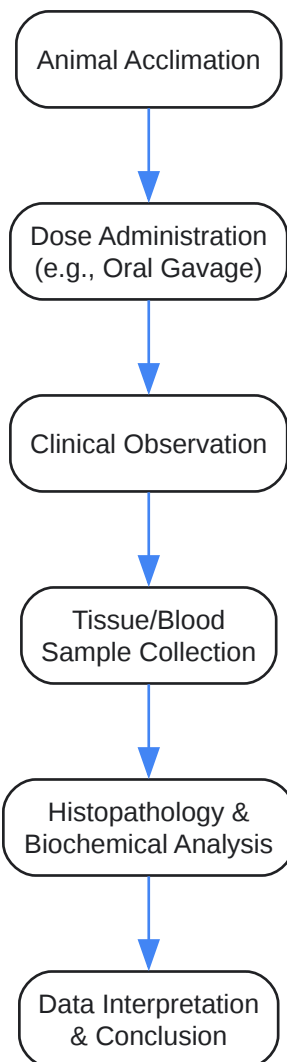 Animal Acclimation
Dose Administration
(e.g., Oral Gavage)
Clinical Observation
Tissue/Blood
Sample Collection
Histopathology &
Biochemical Analysis
Data Interpretation
& Conclusion